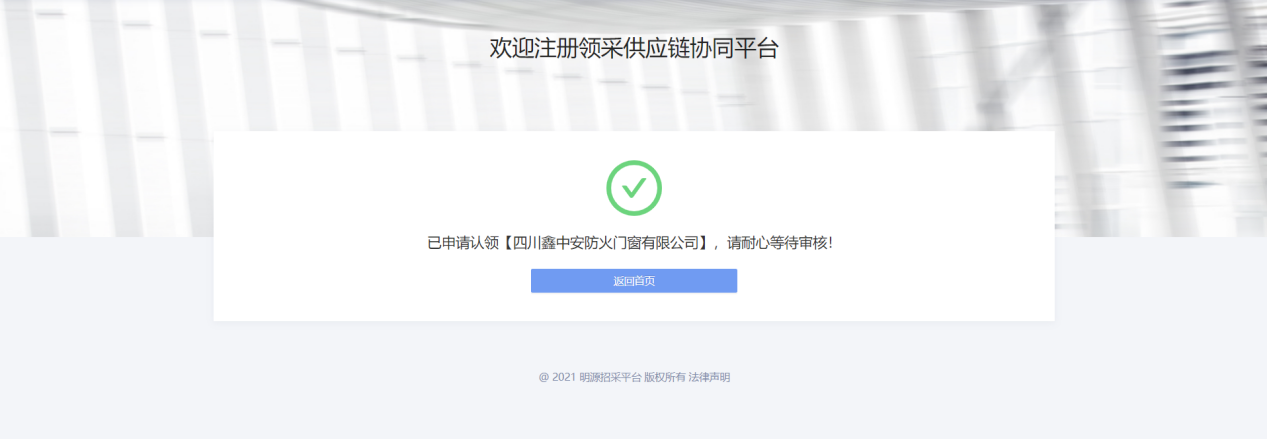 欢迎注册领采供应链协同平台
已申请认领【四川鑫中安防火门窗有限公司】，请耐心等待审核！
返回首页
@ 2021 明源招采平台 版权所有 法律声明